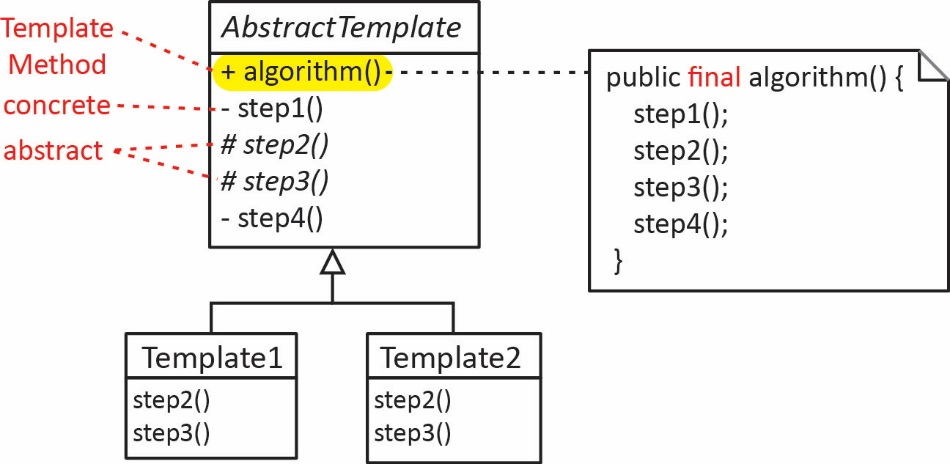 Template
Method
concrete
abstract
AbstractTemplate
+ algorithm()
- step1()
# step2()
# step3()
- step4()
public final algorithm() {
step1();
step2();
step3();
step4();
}
Template1
step2()
step3()
Template2
step2()
step3()